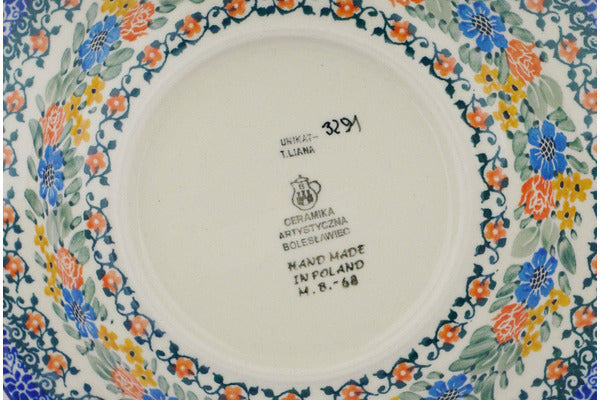 UNIKAT- 3291
T.LIANA
CERAMIKA
ARTYSTYCZNA
BOLESŁAWIEC
HAND MADE
IN POLAND
M.B.-68